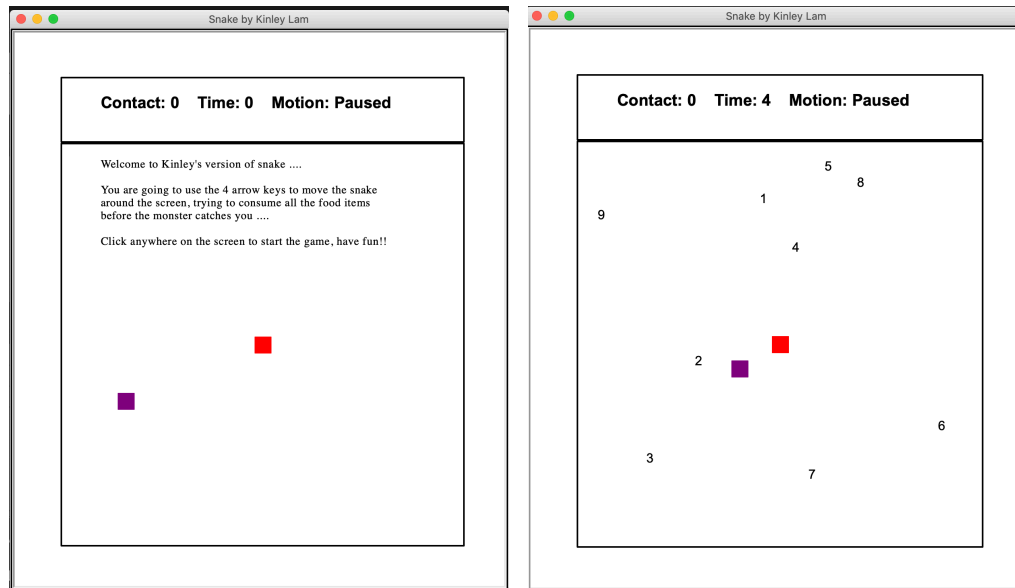 Snake by Kinley Lam
Contact: 0 Time: 0 Motion: Paused
Welcome to Kinley's version of snake ....
You are going to use the 4 arrow keys to move the snake
around the screen, trying to consume all the food items
before the monster catches you ....
Click anywhere on the screen to start the game, have fun!!
Snake by Kinley Lam
Contact: 0 Time: 4 Motion: Paused
5
8
1
9
4
2
6
3
7